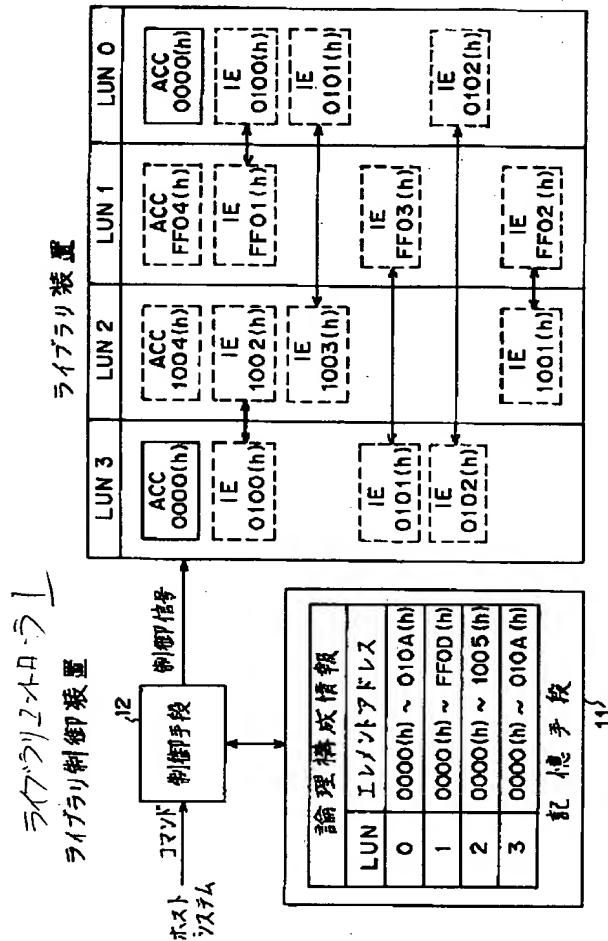 ライブラリコントローラ 1
ライブラリ制御装置
ライブラリ装置
ホスト
システム
コマンド
制御手段
12
制御信号
論理構成情報
LUN エレメントアドレス
0 0000(h) ~ 010A(h)
1 0000(h) ~ FF0D(h)
2 0000(h) ~ 1005(h)
3 0000(h) ~ 010A(h)
記憶手段
11
LUN 3 LUN 2 LUN 1 LUN 0
ACC ACC ACC ACC
0000(h) 1004(h) FF04(h) 0000(h)
IE IE IE IE
0100(h) 1002(h) FF01(h) 0100(h)
IE IE
1003(h) 0101(h)
IE IE
0101(h) FF03(h)
IE IE
0102(h) 0102(h)
IE IE
1001(h) FF02(h)